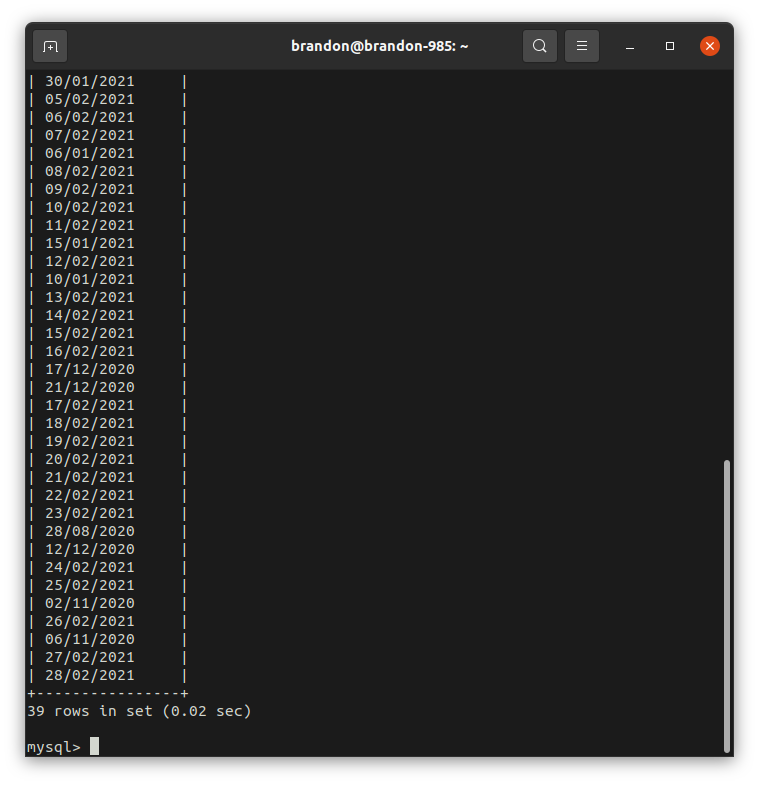 brandon@brandon-985: ~
| 30/01/2021     |
| 05/02/2021     |
| 06/02/2021     |
| 07/02/2021     |
| 06/01/2021     |
| 08/02/2021     |
| 09/02/2021     |
| 10/02/2021     |
| 11/02/2021     |
| 15/01/2021     |
| 12/02/2021     |
| 10/01/2021     |
| 13/02/2021     |
| 14/02/2021     |
| 15/02/2021     |
| 16/02/2021     |
| 17/12/2020     |
| 21/12/2020     |
| 17/02/2021     |
| 18/02/2021     |
| 19/02/2021     |
| 20/02/2021     |
| 21/02/2021     |
| 22/02/2021     |
| 23/02/2021     |
| 28/08/2020     |
| 12/12/2020     |
| 24/02/2021     |
| 25/02/2021     |
| 02/11/2020     |
| 26/02/2021     |
| 06/11/2020     |
| 27/02/2021     |
| 28/02/2021     |
+----------------+
39 rows in set (0.02 sec)
mysql>